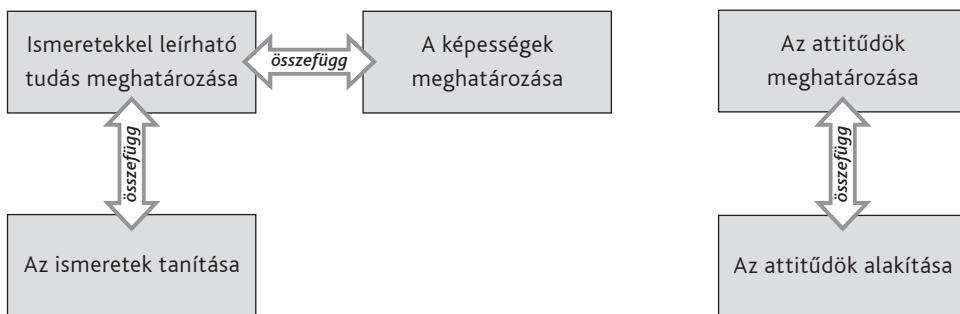 Ismeretekkel leírható
tudás meghatározása
összefügg
A képességek
meghatározása
Az attitűdök
meghatározása
összefügg
összefügg
Az ismeretek tanítása
Az attitűdök alakítása